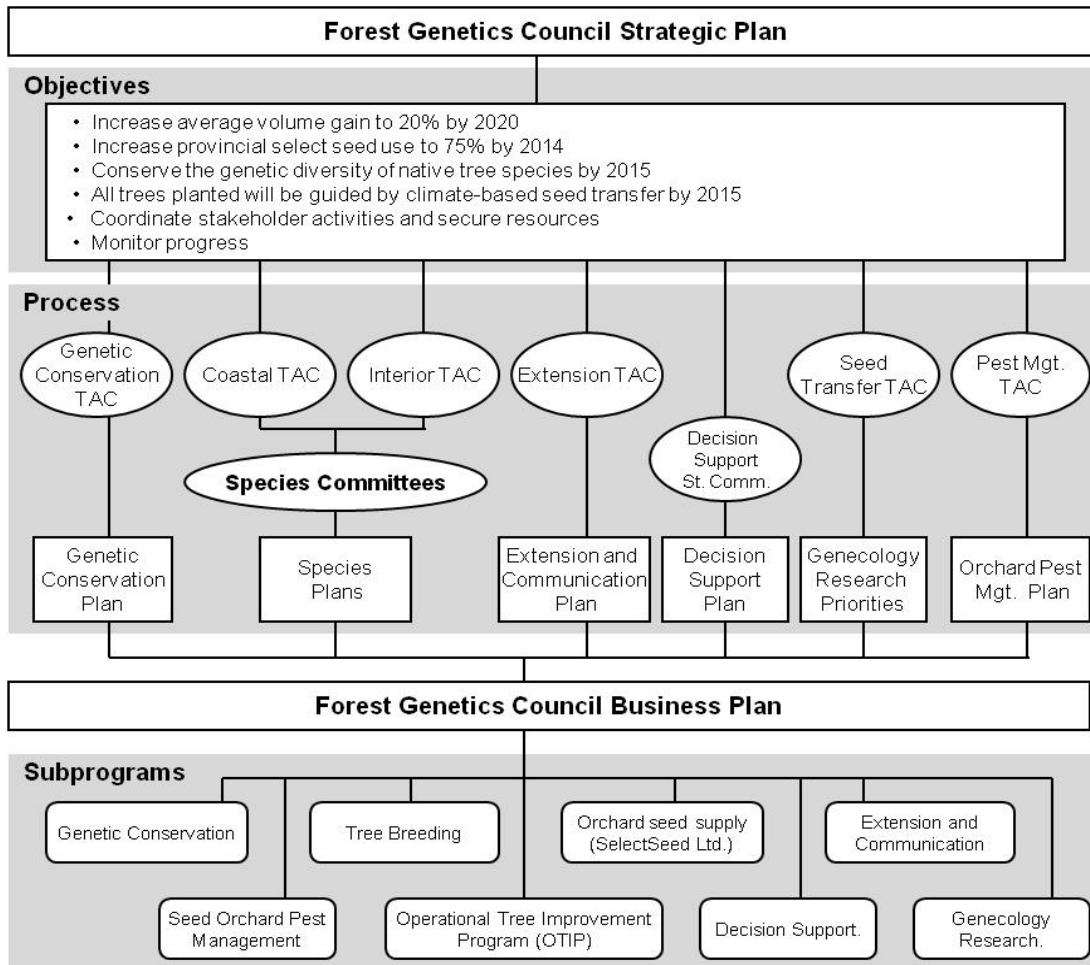 Forest Genetics Council Strategic Plan
Objectives
• Increase average volume gain to 20% by 2020
• Increase provincial select seed use to 75% by 2014
• Conserve the genetic diversity of native tree species by 2015
• All trees planted will be guided by climate-based seed transfer by 2015
• Coordinate stakeholder activities and secure resources
• Monitor progress
Process
Genetic
Conservation
TAC
Coastal TAC
Interior TAC
Extension TAC
Seed
Transfer TAC
Pest Mgt.
TAC
Decision
Support
St. Comm.
Species Committees
Genetic
Conservation
Plan
Species
Plans
Extension and
Communication Plan
Decision
Support
Plan
Genecology
Research
Priorities
Orchard Pest
Mgt. Plan
Forest Genetics Council Business Plan
Subprograms
Genetic Conservation
Tree Breeding
Orchard seed supply
(SelectSeed Ltd.)
Extension and
Communication
Seed Orchard Pest
Management
Operational Tree Improvement
Program (OTIP)
Decision Support.
Genecology
Research.